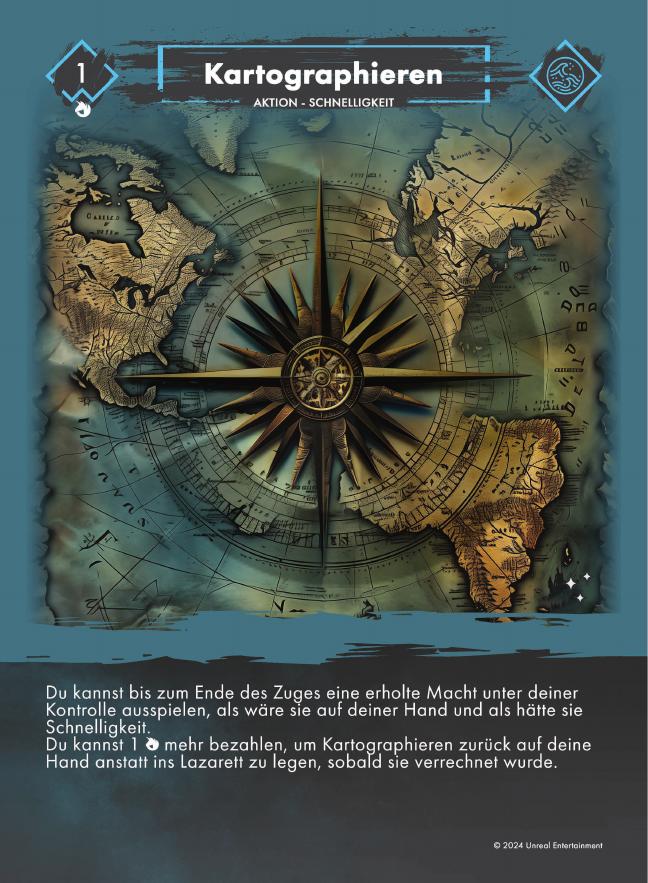 1
Kartographieren
AKTION - SCHNELLIGKEIT
Du kannst bis zum Ende des Zuges eine erholte Macht unter deiner
Kontrolle ausspielen, als wäre sie auf deiner Hand und als hätte sie
Schnelligkeit.
Du kannst 1 mehr bezahlen, um Kartographieren zurück auf deine
Hand anstatt ins Lazarett zu legen, sobald sie verrechnet wurde.
© 2024 Unreal Entertainment